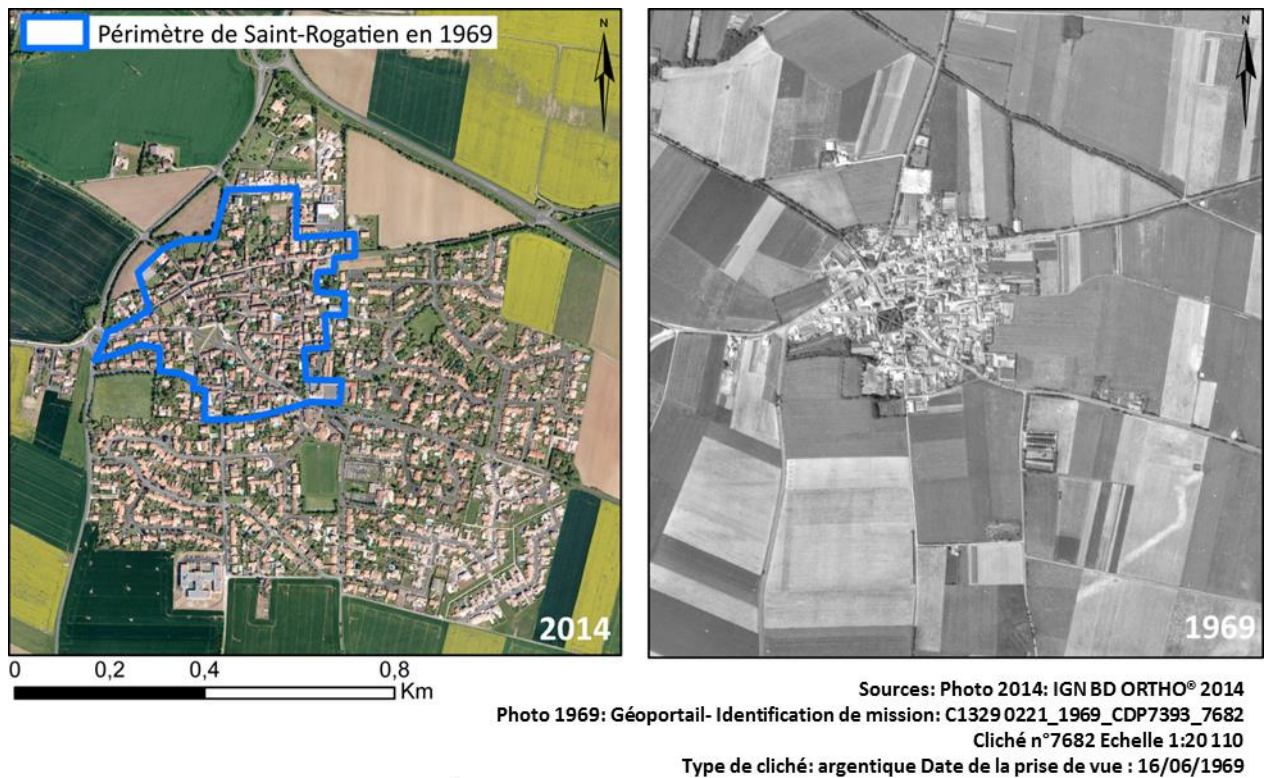 Périmètre de Saint-Rogatien en 1969
N
N
2014
1969
0 0,2 0,4 0,8
Km
Sources: Photo 2014: IGN BD ORTHO® 2014
Photo 1969: Géoportail- Identification de mission: C1329 0221_1969_CDP7393_7682
Cliché n°7682 Echelle 1:20 110
Type de cliché: argentique Date de la prise de vue : 16/06/1969